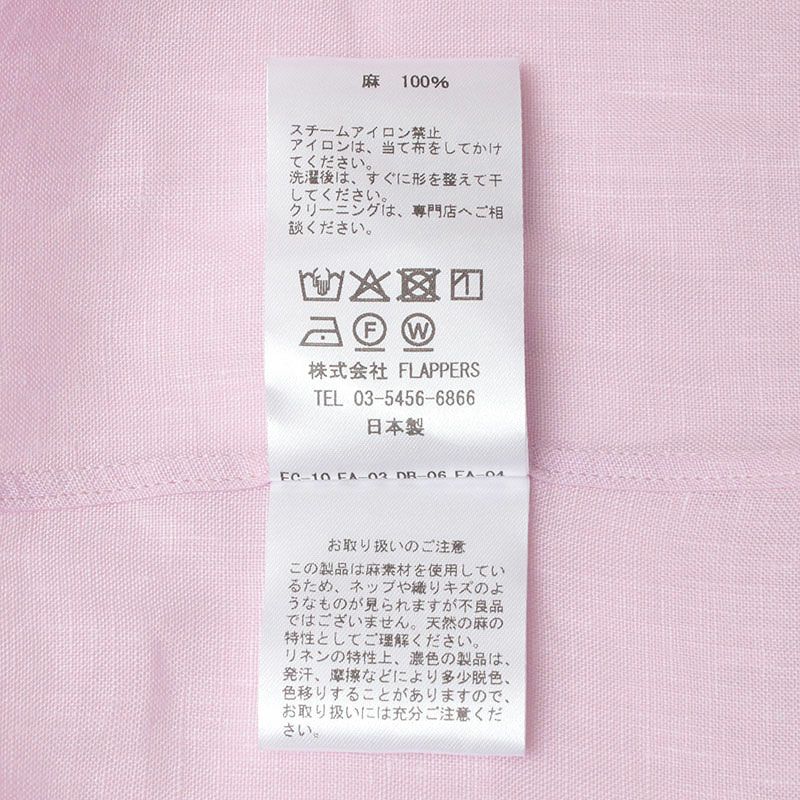 麻 100%
スチームアイロン禁止
アイロンは、当て布をしてかけ
てください。
洗濯後は、すぐに形を整えて干
してください。
クリーニングは、専門店へご相
談ください。
F W
株式会社 FLAPPERS
TEL 03-5456-6866
日本製
FC-10 FA-03 DB-06 EA-04
お取り扱いのご注意
この製品は麻素材を使用してい
るため、ネップや織りキズのよ
うなものが見られますが不良品
ではございません。天然の麻の
特性としてご理解ください。
リネンの特性上、濃色の製品は、
発汗、摩擦などにより多少脱色、
色移りすることがありますので、
お取り扱いには充分ご注意くだ
さい。